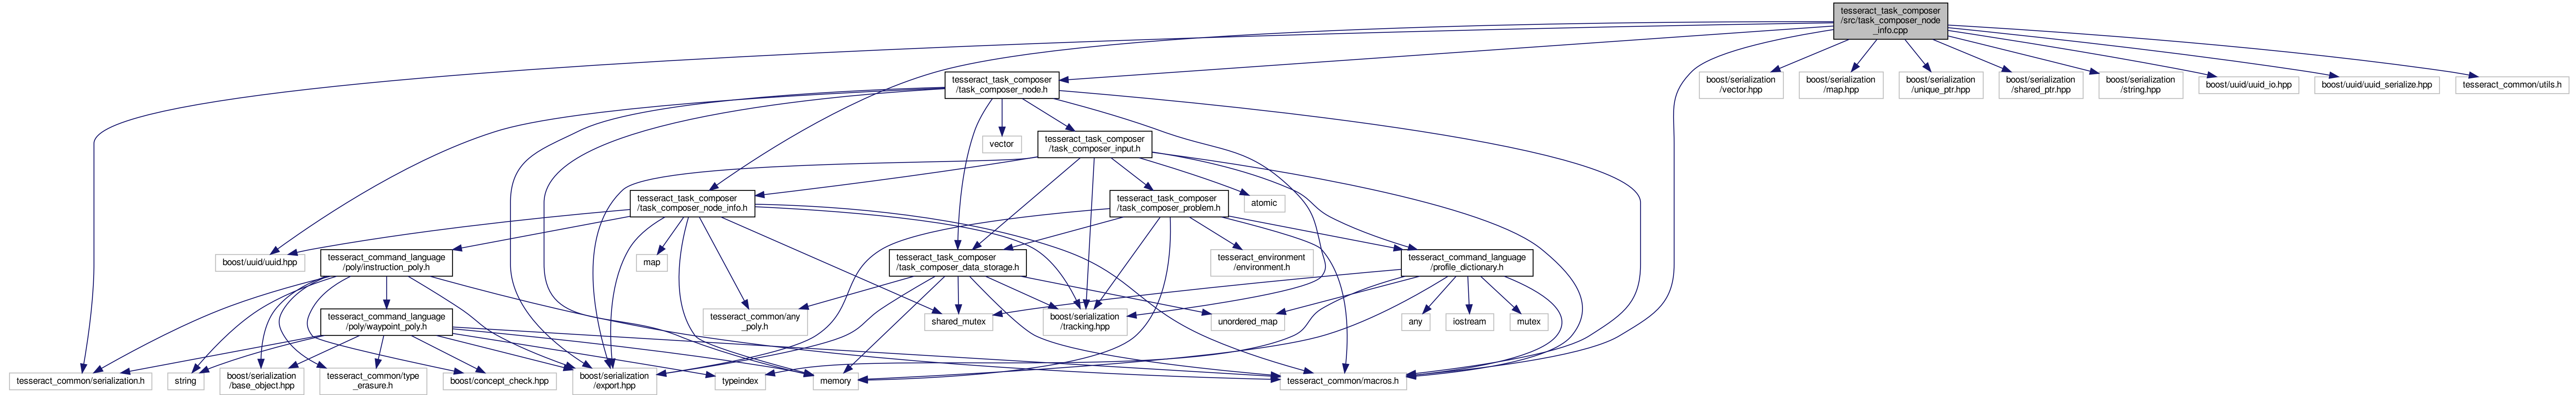 tesseract_task_composer
/src/task_composer_node
_info.cpp
tesseract_task_composer
/task_composer_node.h
boost/serialization
/vector.hpp
boost/serialization
/map.hpp
boost/serialization
/unique_ptr.hpp
boost/serialization
/shared_ptr.hpp
boost/serialization
/string.hpp
boost/uuid/uuid_io.hpp
boost/uuid/uuid_serialize.hpp
tesseract_common/utils.h
vector
tesseract_task_composer
/task_composer_input.h
tesseract_task_composer
/task_composer_node_info.h
tesseract_task_composer
/task_composer_problem.h
atomic
boost/uuid/uuid.hpp
tesseract_command_language
/poly/instruction_poly.h
map
tesseract_task_composer
/task_composer_data_storage.h
tesseract_environment
/environment.h
tesseract_command_language
/profile_dictionary.h
tesseract_command_language
/poly/waypoint_poly.h
tesseract_common/any
_poly.h
shared_mutex
boost/serialization
/tracking.hpp
unordered_map
any
iostream
mutex
tesseract_common/serialization.h
string
boost/serialization
/base_object.hpp
tesseract_common/type
_erasure.h
boost/concept_check.hpp
boost/serialization
/export.hpp
typeindex
memory
tesseract_common/macros.h